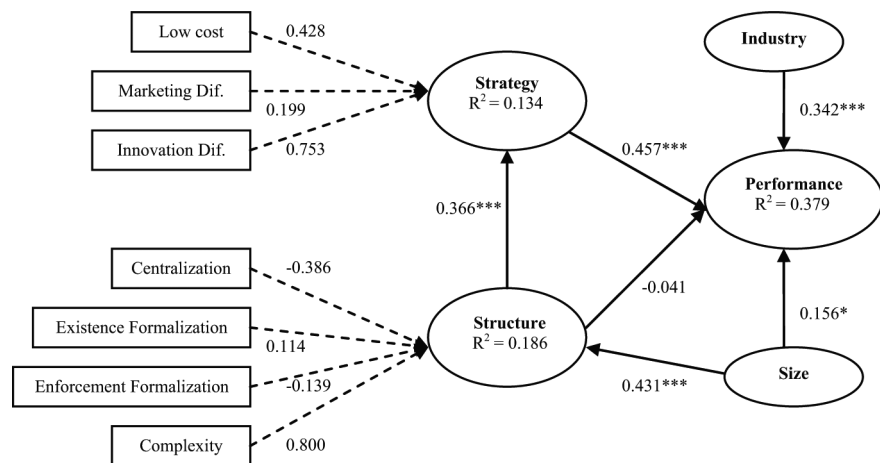 Low cost
0.428
Marketing Dif.
0.199
Innovation Dif.
0.753
Strategy
R² = 0.134
Industry
0.342***
0.457***
Performance
R² = 0.379
0.366***
Centralization
-0.386
Existence Formalization
0.114
Enforcement Formalization
-0.139
Complexity
0.800
Structure
R² = 0.186
-0.041
0.156*
0.431***
Size